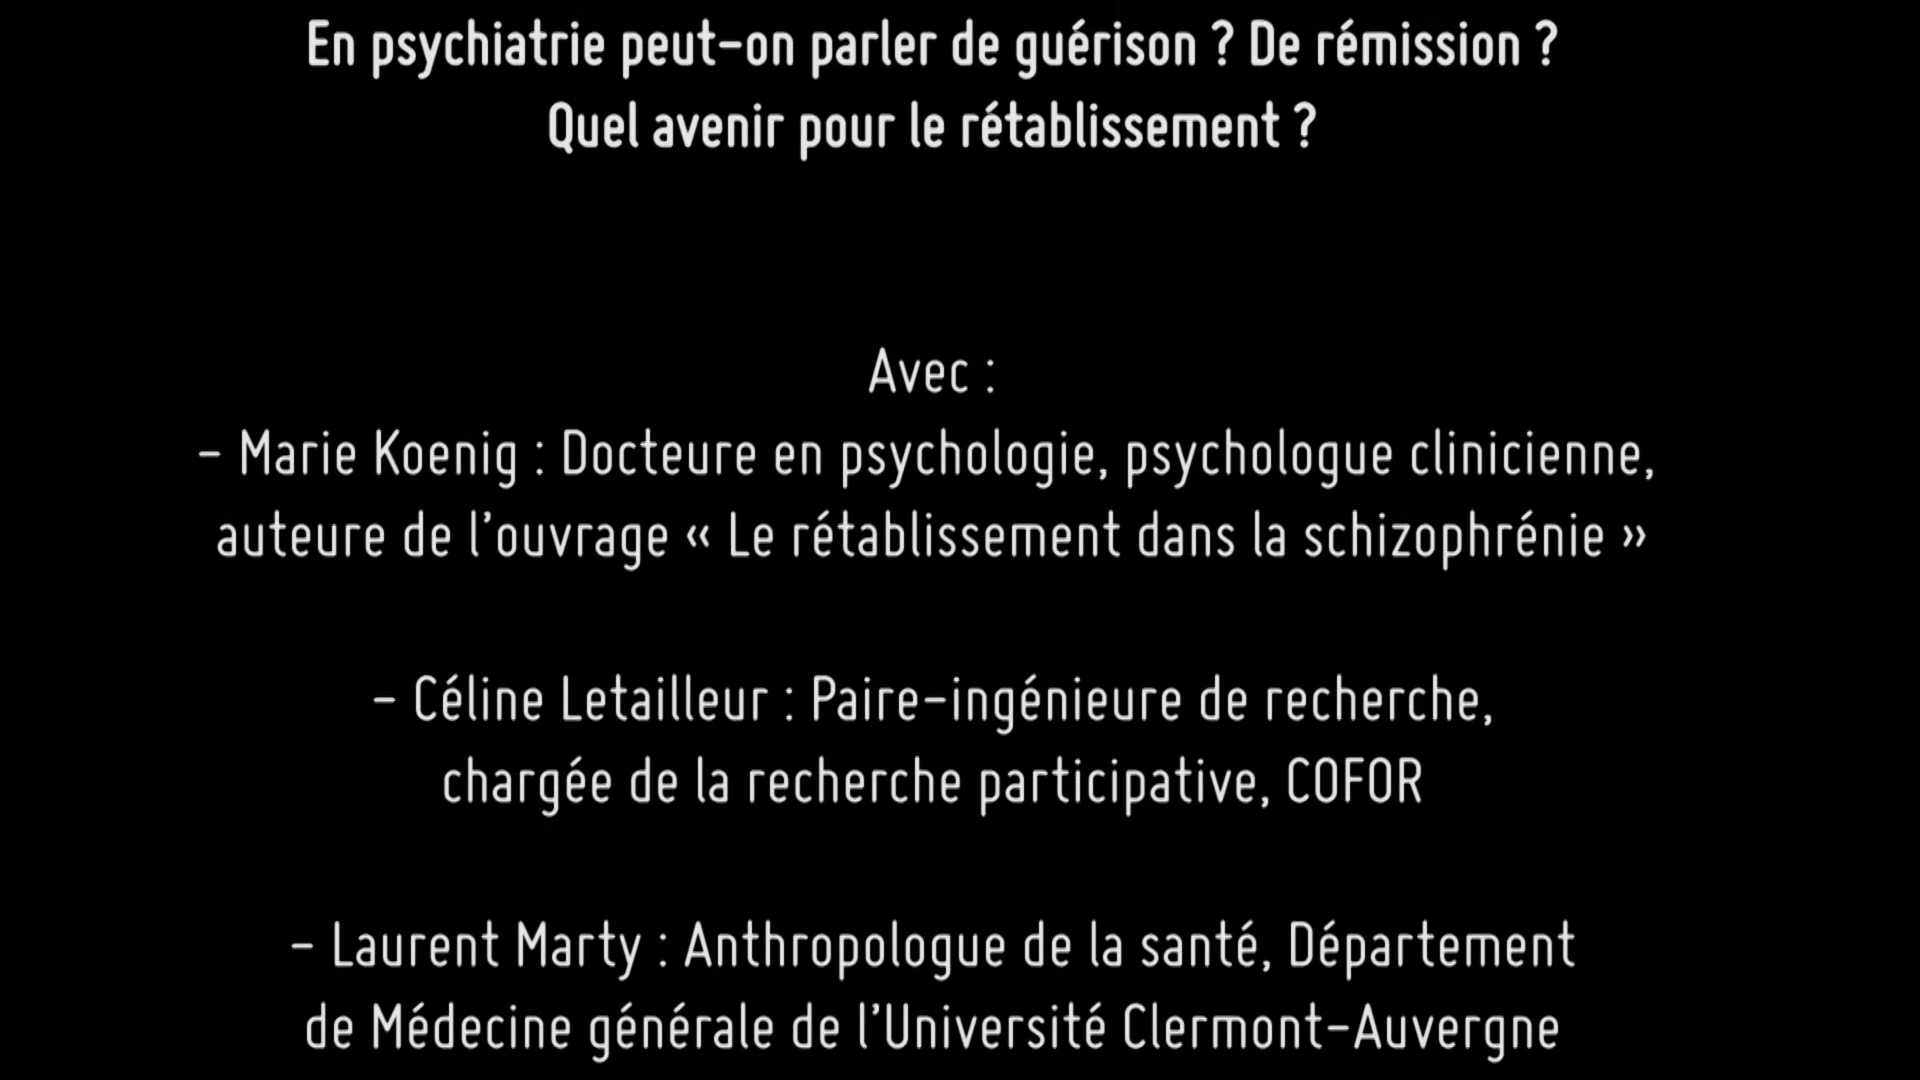 En psychiatrie peut-on parler de guérison ? De rémission ?
Quel avenir pour le rétablissement ?
Avec :
- Marie Koenig : Docteure en psychologie, psychologue clinicienne,
auteure de l'ouvrage « Le rétablissement dans la schizophrénie »
- Céline Letailleur : Paire-ingénieure de recherche,
chargée de la recherche participative, COFOR
- Laurent Marty : Anthropologue de la santé, Département
de Médecine générale de l'Université Clermont-Auvergne